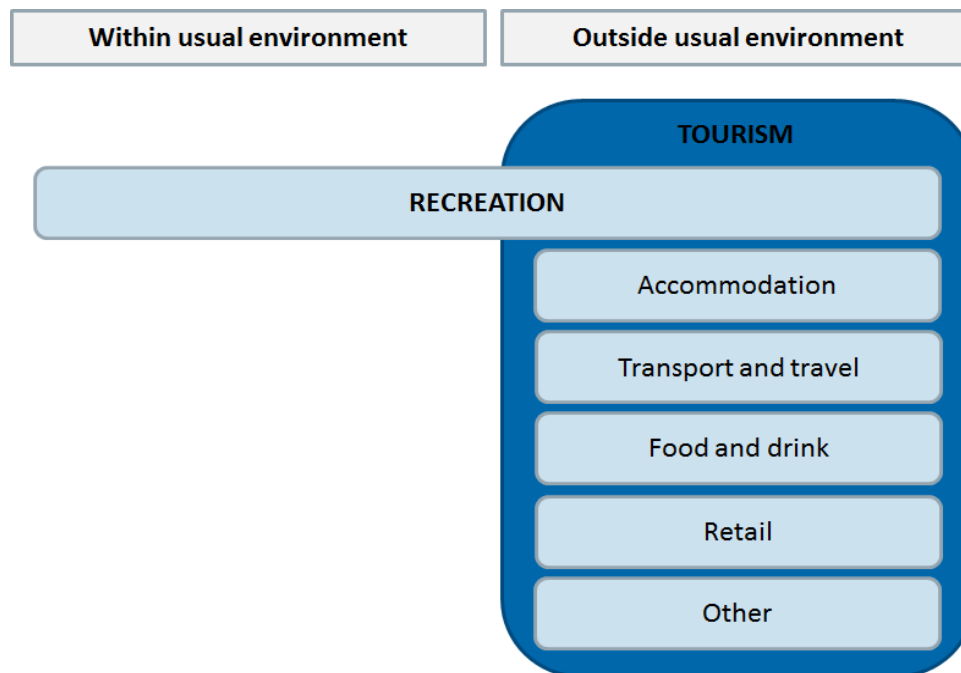 Within usual environment
Outside usual environment
TOURISM
RECREATION
Accommodation
Transport and travel
Food and drink
Retail
Other